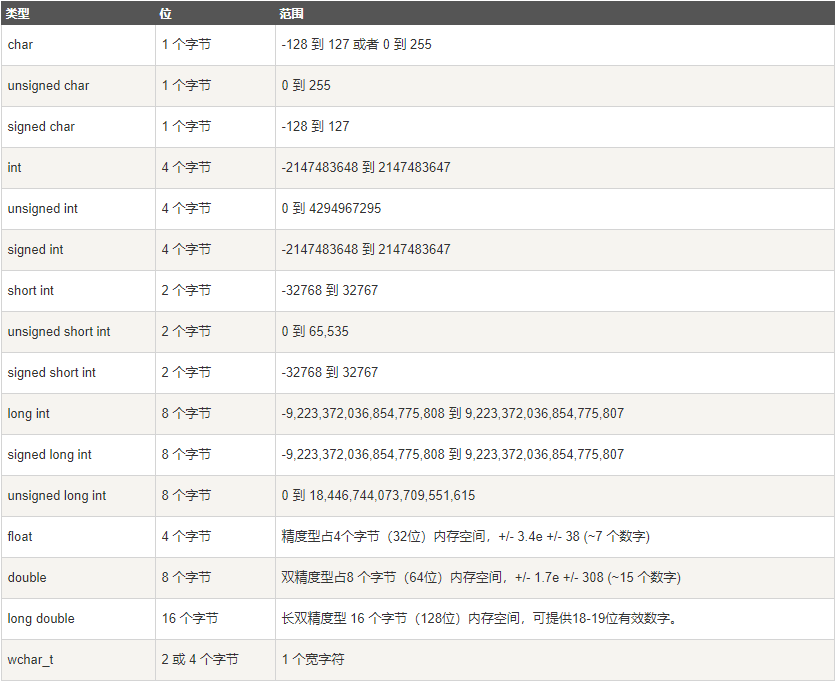 类型 位 范围
char 1 个字节 -128 到 127 或者 0 到 255
unsigned char 1 个字节 0 到 255
signed char 1 个字节 -128 到 127
int 4 个字节 -2147483648 到 2147483647
unsigned int 4 个字节 0 到 4294967295
signed int 4 个字节 -2147483648 到 2147483647
short int 2 个字节 -32768 到 32767
unsigned short int 2 个字节 0 到 65,535
signed short int 2 个字节 -32768 到 32767
long int 8 个字节 -9,223,372,036,854,775,808 到 9,223,372,036,854,775,807
signed long int 8 个字节 -9,223,372,036,854,775,808 到 9,223,372,036,854,775,807
unsigned long int 8 个字节 0 到 18,446,744,073,709,551,615
float 4 个字节 精度型占4个字节（32位）内存空间，+/- 3.4e +/- 38 (~7 个数字)
double 8 个字节 双精度型占8 个字节（64位）内存空间，+/- 1.7e +/- 308 (~15 个数字)
long double 16 个字节 长双精度型 16 个字节（128位）内存空间，可提供18-19位有效数字。
wchar_t 2 或 4 个字节 1 个宽字符